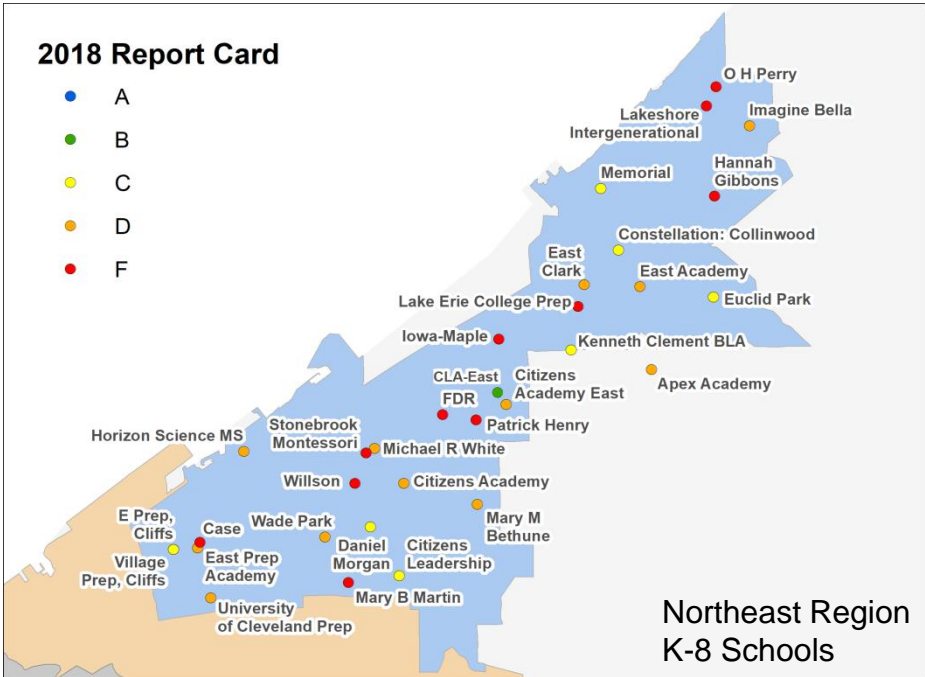 2018 Report Card
A
B
C
D
F
O H Perry
Lakeshore
Intergenerational
Imagine Bella
Memorial
Hannah
Gibbons
Constellation: Collinwood
East
Clark
East Academy
Lake Erie College Prep
Euclid Park
Iowa-Maple
Kenneth Clement BLA
CLA-East
Citizens
Academy East
Apex Academy
FDR
Patrick Henry
Horizon Science MS
Stonebrook
Montessori
Michael R White
Willson
Citizens Academy
Mary M
Bethune
E Prep,
Cliffs
Case
Wade Park
Village
Prep, Cliffs
East Prep
Academy
Daniel
Morgan
Citizens
Leadership
Mary B Martin
University
of Cleveland Prep
Northeast Region
K-8 Schools